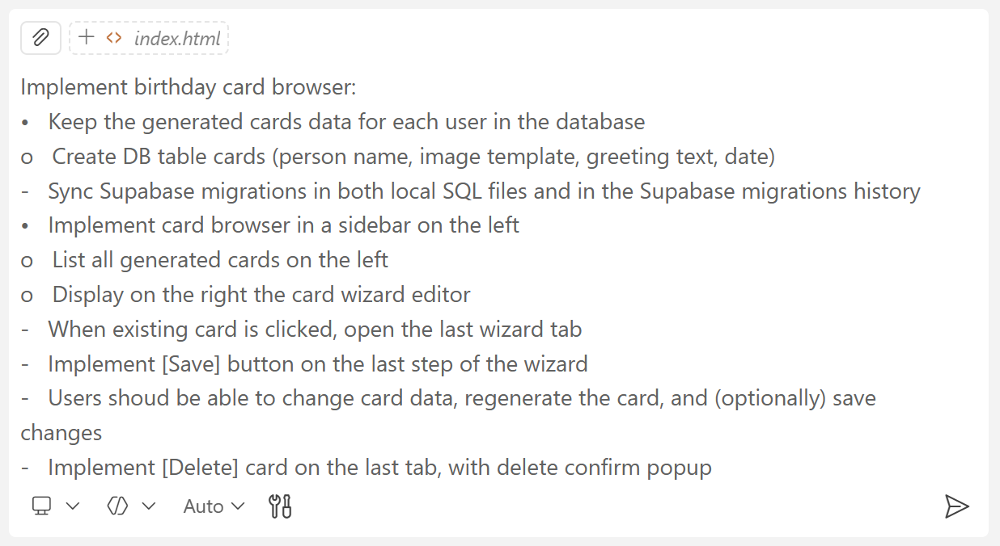 index.html
Implement birthday card browser:
•   Keep the generated cards data for each user in the database
o   Create DB table cards (person name, image template, greeting text, date)
-   Sync Supabase migrations in both local SQL files and in the Supabase migrations history
•   Implement card browser in a sidebar on the left
o   List all generated cards on the left
o   Display on the right the card wizard editor
-   When existing card is clicked, open the last wizard tab
-   Implement [Save] button on the last step of the wizard
-   Users shoud be able to change card data, regenerate the card, and (optionally) save
changes
-   Implement [Delete] card on the last tab, with delete confirm popup
Auto